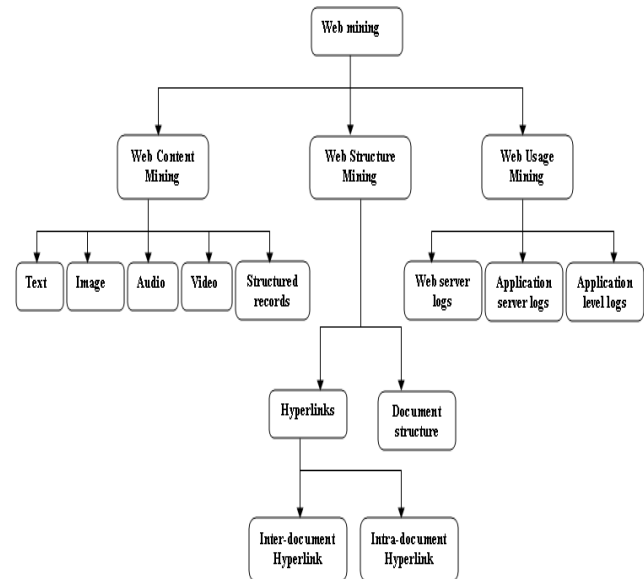 Web mining
Web Content
Mining
Web Structure
Mining
Web Usage
Mining
Text
Image
Audio
Video
Structured
records
Web server
logs
Application
server logs
Application
level logs
Hyperlinks
Document
structure
Inter-document
Hyperlink
Intra-document
Hyperlink